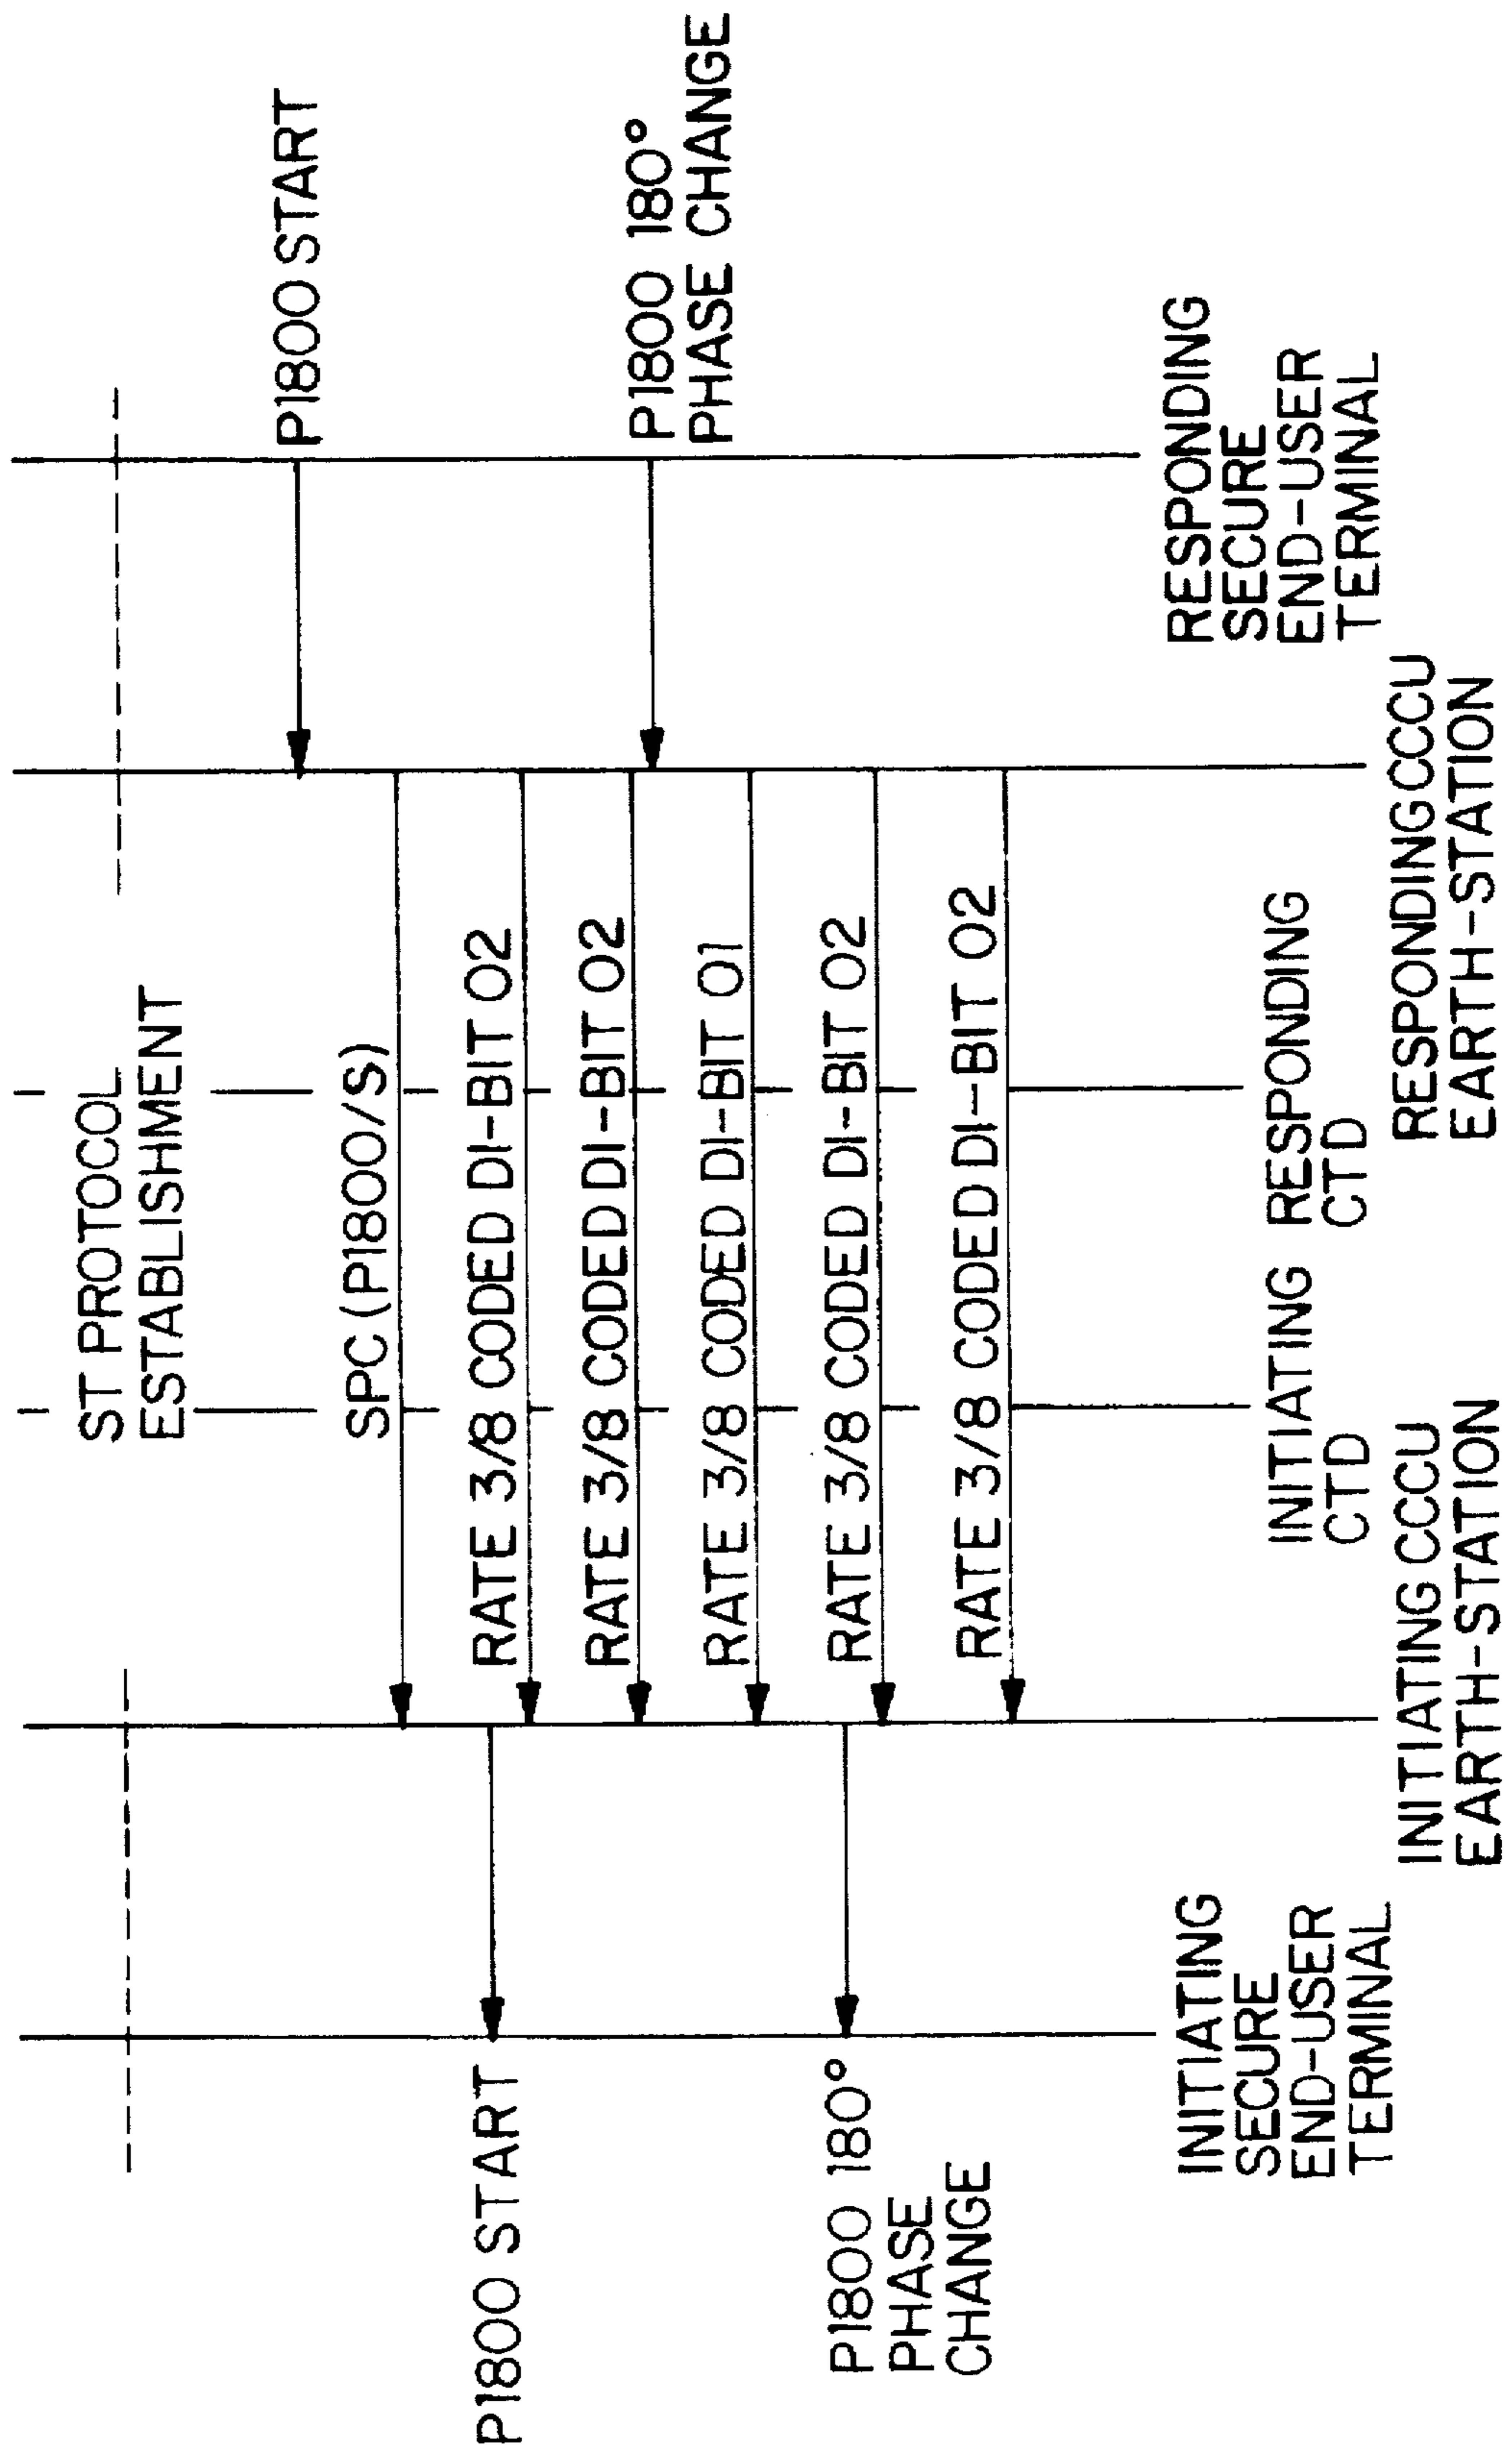 P1800 START
P1800 180°
PHASE
CHANGE
ST PROTOCOL
ESTABLISHMENT
SPC (P1800/S)
RATE 3/8 CODED DI-BIT 02
RATE 3/8 CODED DI-BIT 02
RATE 3/8 CODED DI-BIT 01
RATE 3/8 CODED DI-BIT 02
RATE 3/8 CODED DI-BIT 02
P1800 START
P1800 180°
PHASE CHANGE
INITIATING
SECURE
END-USER
TERMINAL
INITIATING CCCU
EARTH-STATION
INITIATING
CTD
RESPONDING
CTD
RESPONDING CCCU
EARTH-STATION
RESPONDING
SECURE
END-USER
TERMINAL